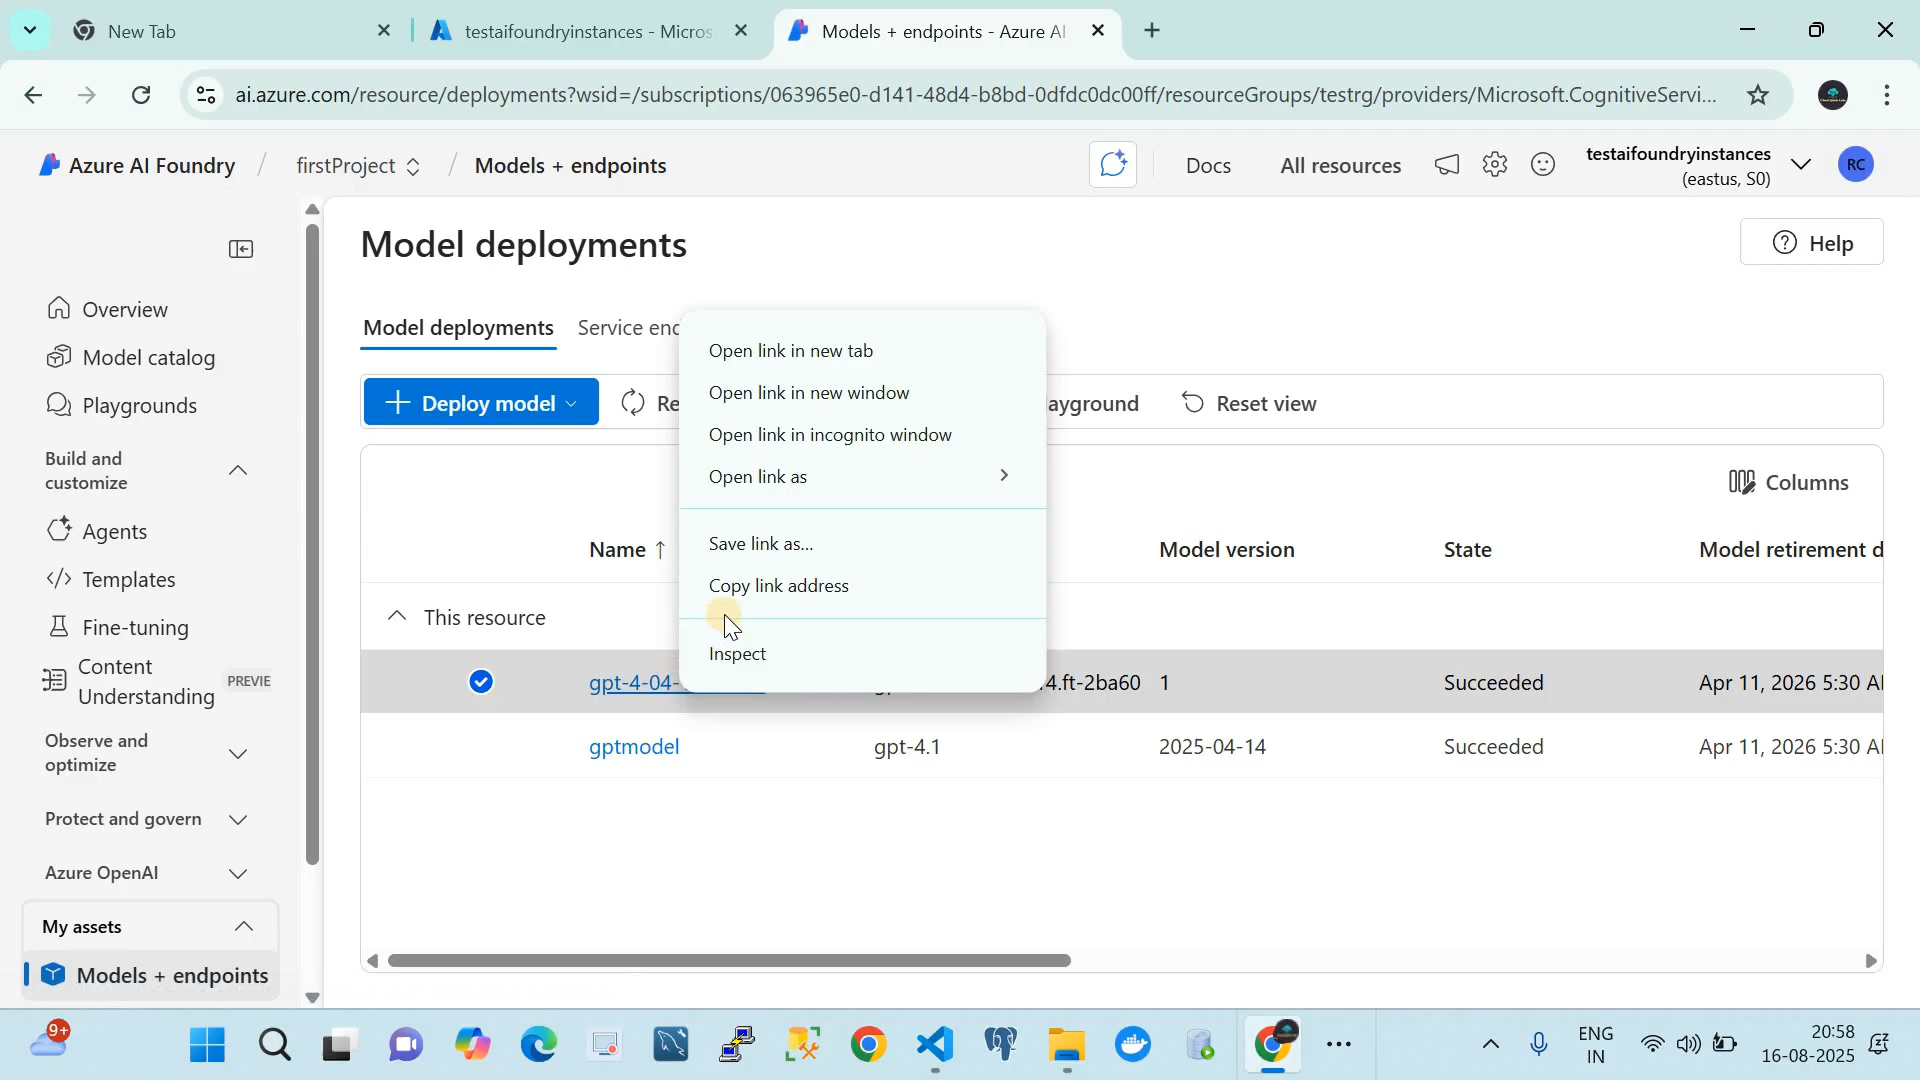 New Tab
testaifoundryinstances - Micros
Models + endpoints - Azure AI
ai.azure.com/resource/deployments?wsid=/subscriptions/063965e0-d141-48d4-b8bd-0dfdc0dc00ff/resourceGroups/testrg/providers/Microsoft.CognitiveServi...
Azure AI Foundry / firstProject / Models + endpoints
Docs
All resources
testaifoundryinstances
(eastus, S0)
RC
Overview
Model catalog
Playgrounds
Build and
customize
Agents
Templates
Fine-tuning
Content
Understanding
PREVIE
Observe and
optimize
Protect and govern
Azure OpenAI
My assets
Models + endpoints
Model deployments
Help
Model deployments
Service end
Deploy model
Re
ayground
Reset view
Columns
Name ↑
Model version
State
Model retirement d
This resource
gpt-4-04-
4.ft-2ba60
1
Succeeded
Apr 11, 2026 5:30 A
gptmodel
gpt-4.1
2025-04-14
Succeeded
Apr 11, 2026 5:30 A
Open link in new tab
Open link in new window
Open link in incognito window
Open link as
Save link as...
Copy link address
Inspect
9+
ENG
IN
20:58
16-08-2025